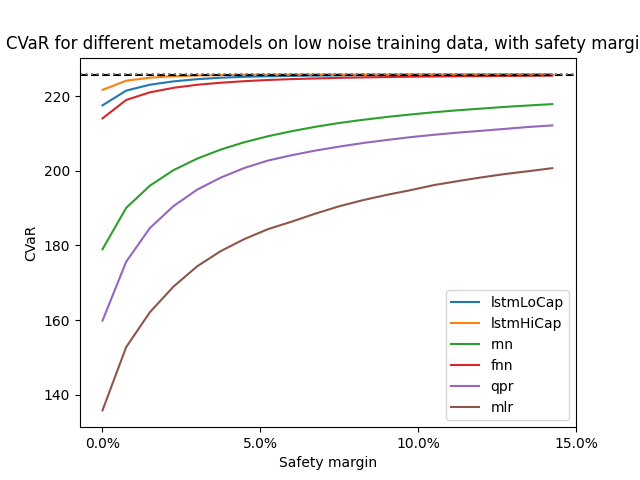 CVaR for different metamodels on low noise training data, with safety margi
220
200
180
160
140
CVaR
lstmLoCap
lstmHiCap
rnn
fnn
qpr
mlr
0.0%
5.0%
10.0%
15.0%
Safety margin